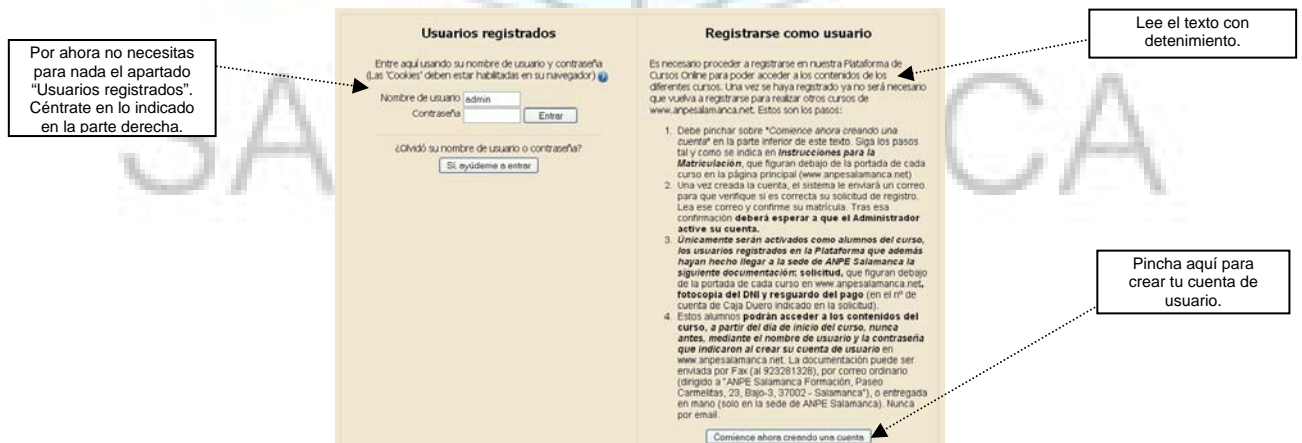 Por ahora no necesitas
para nada el apartado
“Usuarios registrados”.
Céntrate en lo indicado
en la parte derecha.
Usuarios registrados
Entre aquí usando su nombre de usuario y contraseña
(Las 'Cookies' deben estar habilitadas en su navegador)
Nombre de usuario admin
Contraseña Entrar
¿Olvidó su nombre de usuario o contraseña?
Sí, ayúdeme a entrar
Registrarse como usuario
Es necesario proceder a registrarse en nuestra Plataforma de
Cursos Online para poder acceder a los contenidos de los
diferentes cursos. Una vez se haya registrado ya no será necesario
que vuelva a registrarse para realizar otros cursos de
www.anpesalamanca.net. Estos son los pasos:
1. Debe pinchar sobre "Comience ahora creando una
cuenta" en la parte inferior de este texto. Siga los pasos
tal y como se indica en Instrucciones para la
Matriculación, que figuran debajo de la portada de cada
curso en la página principal (www.anpesalamanca.net)
2. Una vez creada la cuenta, el sistema le enviará un correo
para que verifique si es correcta su solicitud de registro.
Lea ese correo y confirme su matrícula. Tras esa
confirmación deberá esperar a que el Administrador
active su cuenta.
3. Únicamente serán activados como alumnos del curso,
los usuarios registrados en la Plataforma que además
hayan hecho llegar a la sede de ANPE Salamanca la
siguiente documentación: solicitud, que figuran debajo
de la portada de cada curso en www.anpesalamanca.net,
fotocopia del DNI y resguardo del pago (en el nº de
cuenta de Caja Duero indicado en la solicitud).
4. Estos alumnos podrán acceder a los contenidos del
curso, a partir del día de inicio del curso, nunca
antes, mediante el nombre de usuario y la contraseña
que indicaron al crear su cuenta de usuario en
www.anpesalamanca.net. La documentación puede ser
enviada por Fax (al 923281328), por correo ordinario
(dirigido a "ANPE Salamanca Formación, Paseo
Carmelitas, 23, Bajo-3, 37002 - Salamanca"), o entregada
en mano (solo en la sede de ANPE Salamanca). Nunca
por email.
Comience ahora creando una cuenta
Lee el texto con
detenimiento.
Pincha aquí para
crear tu cuenta de
usuario.